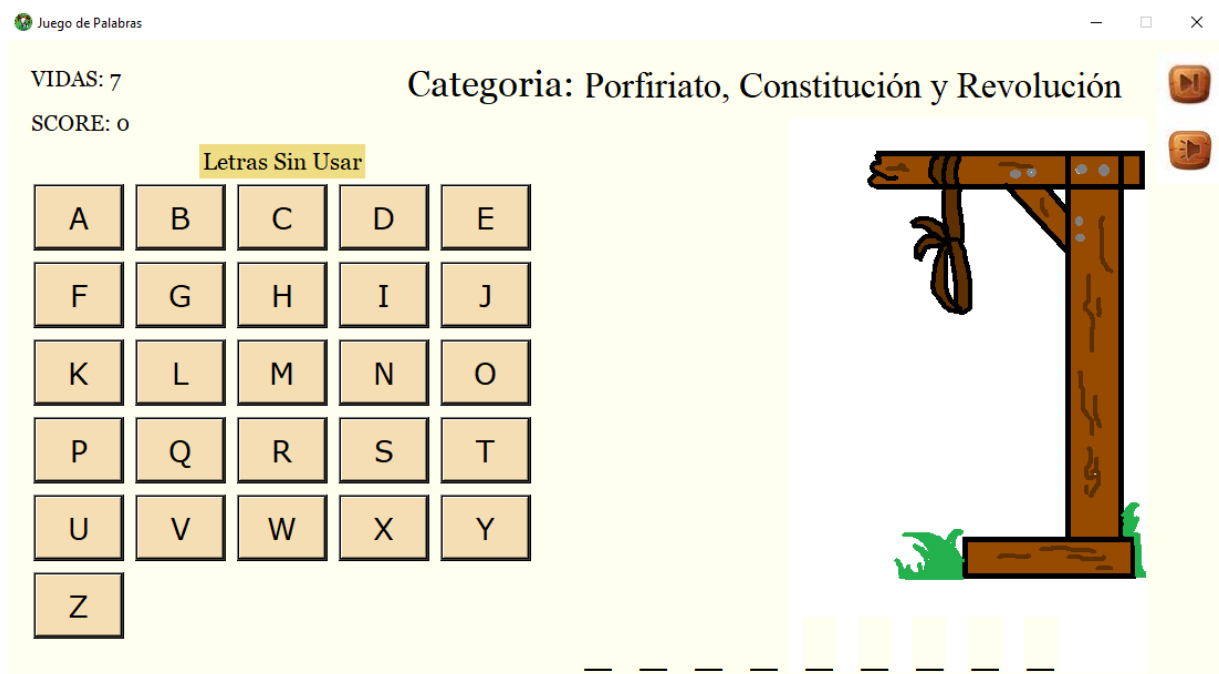 Juego de Palabras
VIDAS: 7
Categoria: Porfiriato, Constitución y Revolución
SCORE: 0
Letras Sin Usar
A B C D E
F G H I J
K L M N O
P Q R S T
U V W X Y
Z
_ _ _ _ _ _ _ _ _